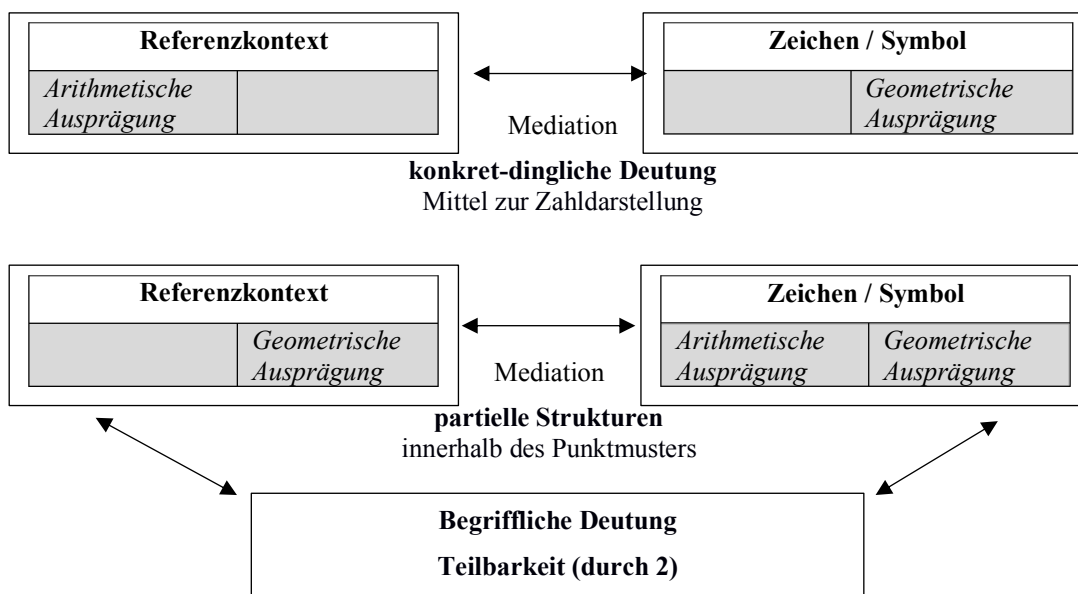 Referenzkontext
Arithmetische
Ausprägung
Mediation
Zeichen / Symbol
Geometrische
Ausprägung
konkret-dingliche Deutung
Mittel zur Zahldarstellung
Referenzkontext
Geometrische
Ausprägung
Mediation
Zeichen / Symbol
Arithmetische
Ausprägung
Geometrische
Ausprägung
partielle Strukturen
innerhalb des Punktmusters
Begriffliche Deutung
Teilbarkeit (durch 2)